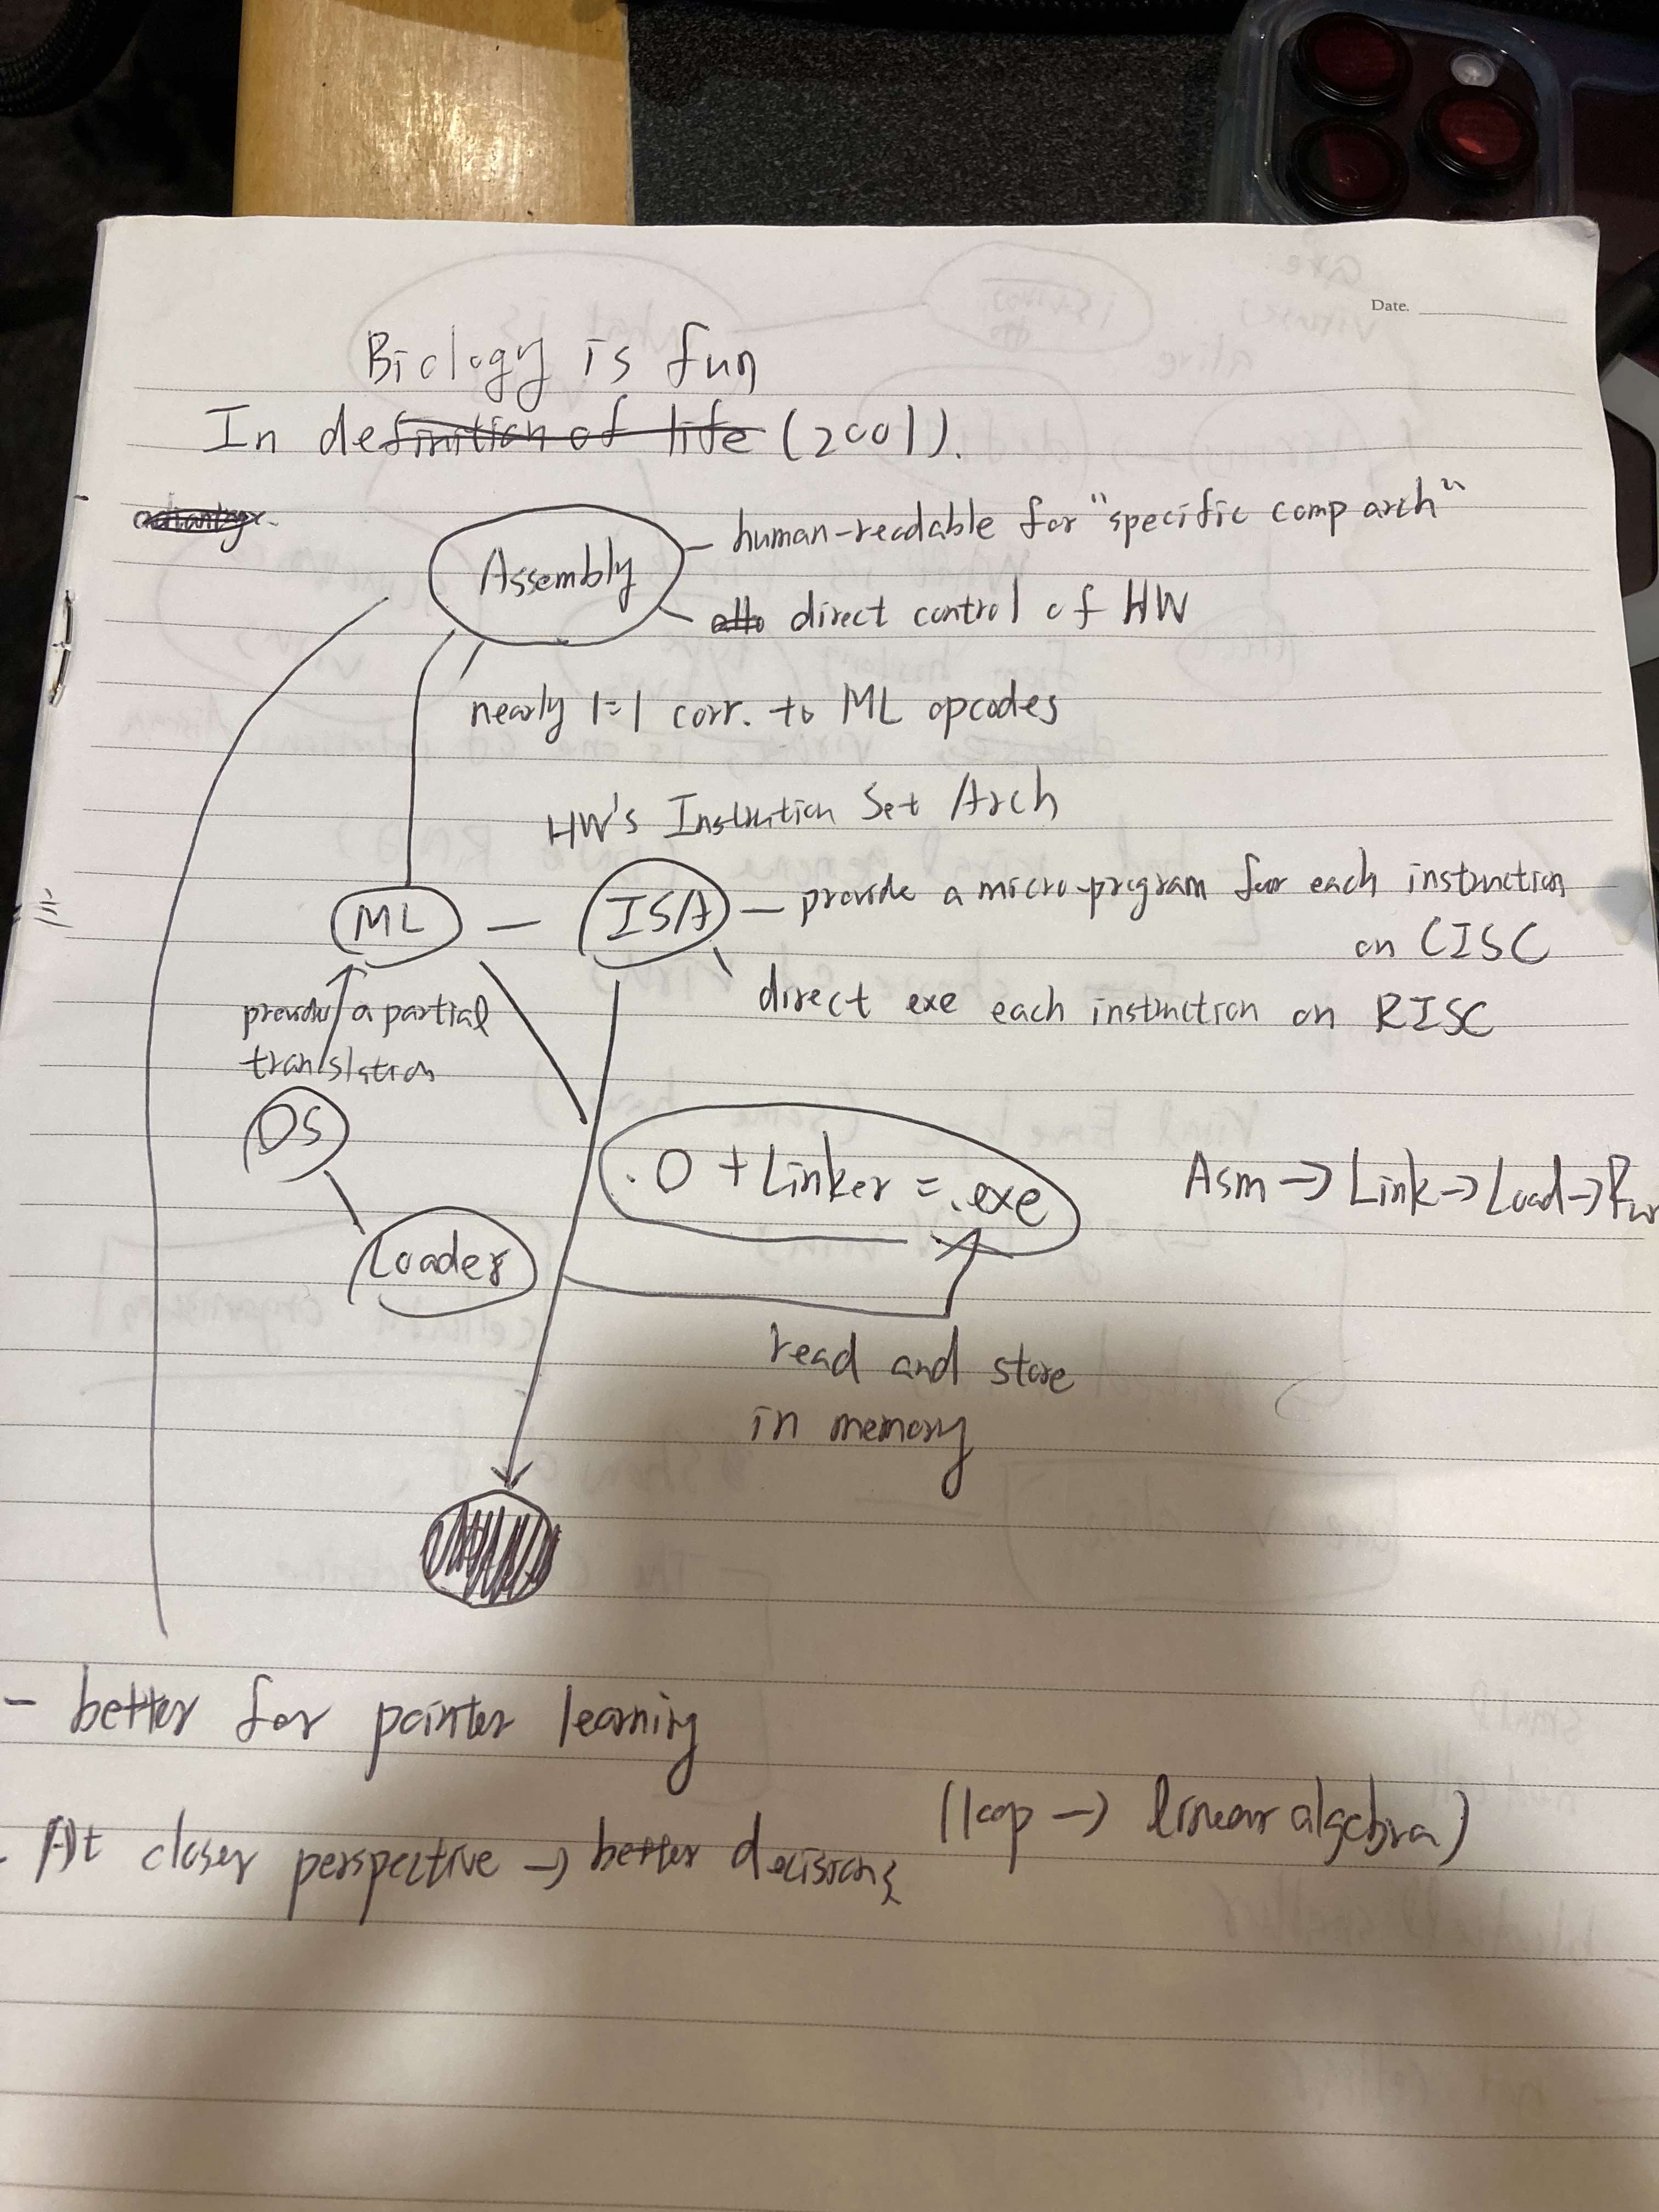 Date.
Biology is fun
In definition of life (2001).
Assembly
human-readable for "specific comp arch"
direct control of HW
nearly 1=1 corr. to ML opcodes
HW's Instruction Set Arch
ML — ISA — provide a micro-program for each instruction
on CISC
direct exe each instruction on RISC
provides a partial
translation
OS
.O + Linker = .exe
Asm → Link → Load → Run
Loader
read and store
in memory
- better for pointer learning
(loop → linear algebra)
- At closer perspective → better decisions